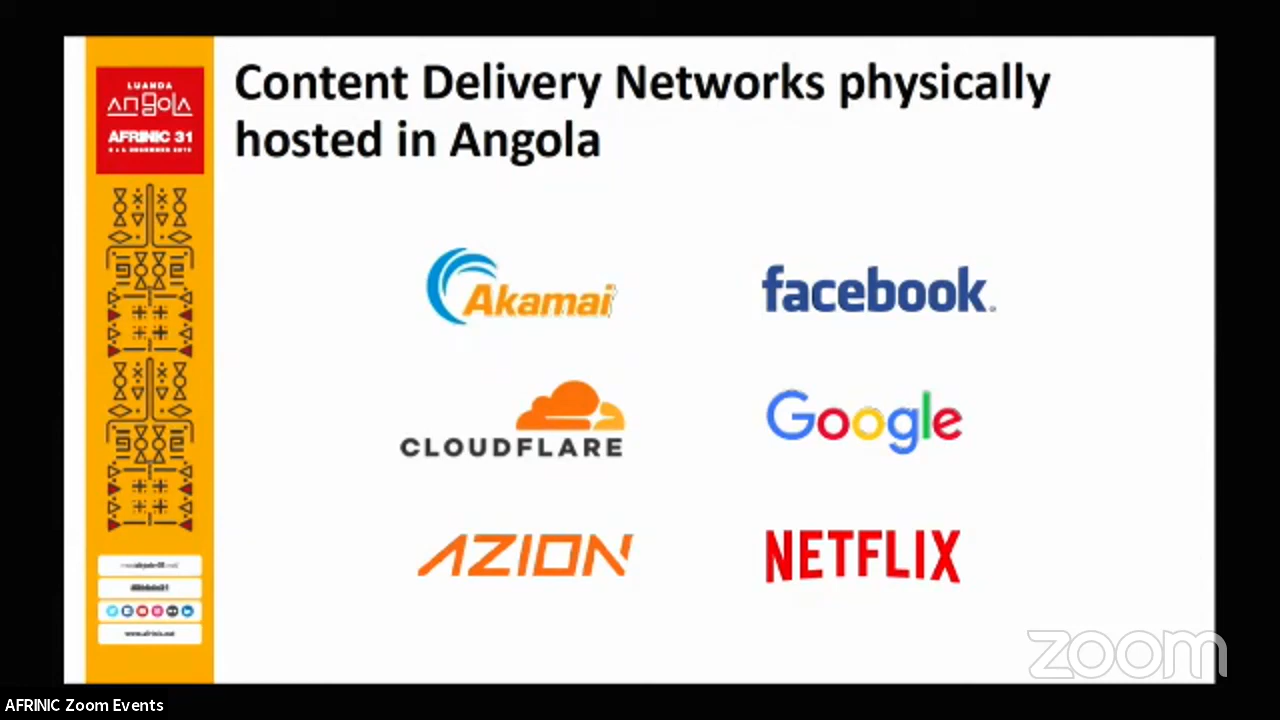 Content Delivery Networks physically
hosted in Angola
LUANDA
angola
AFRINIC 31
Akamai
facebook
CLOUDFLARE
Google
AZION
NETFLIX
www.afrinic.net
zoom
AFRINIC Zoom Events